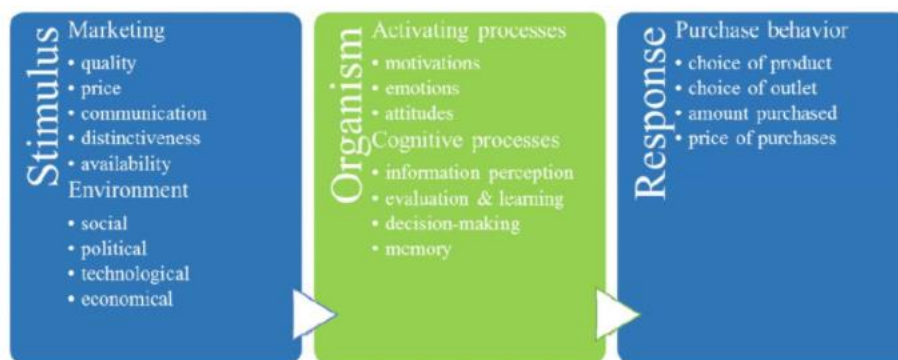 Stimulus
Marketing
• quality
• price
• communication
• distinctiveness
• availability
Environment
• social
• political
• technological
• economical
Organism
Activating processes
• motivations
• emotions
• attitudes
Cognitive processes
• information perception
• evaluation & learning
• decision-making
• memory
Response
Purchase behavior
• choice of product
• choice of outlet
• amount purchased
• price of purchases